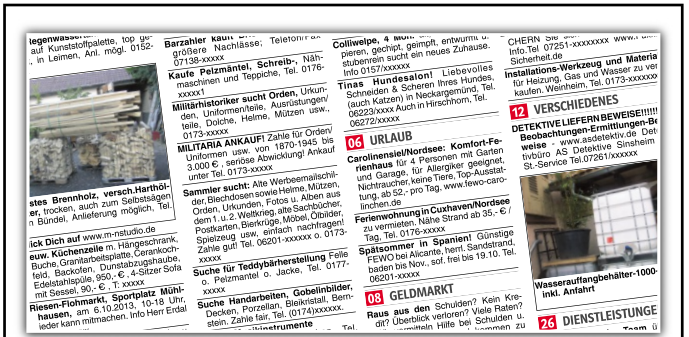 auf Kunststoffpalette, top ge-
, in Leimen, Anl. mögl. 0152-
stes Brennholz, versch.Harthöl-
er, trocken, auch zum Selbstsägen
n Bündel, Anlieferung möglich, Tel.
ick Dich auf www.m-nstudio.de
euw. Küchenzeile m. Hängeschrank,
Buche, Granitarbeitsplatte, Cerankoch-
feld, Backofen, Dunstabzugshaube,
Edelstahlspüle, 950,- € , 4-Sitzer Sofa
mit Sessel, 90,- € , T: xxxxx
Riesen-Flohmarkt, Sportplatz Mühl-
hausen, am 6.10.2013, 10-18 Uhr,
jeder kann mitmachen. Info Herr Erdal
Barzahler kauft
größere Nachlässe; Telefon/Fax
07138-xxxxx
Kaufe Pelzmäntel, Schreib-, Näh-
maschinen und Teppiche, Tel. 0176-
xxxxx1
Militärhistoriker sucht Orden, Urkun-
den, Uniformen/teile, Ausrüstungen/
teile, Dolche, Helme, Mützen usw.,
0173-xxxxx
MILITARIA ANKAUF! Zahle für Orden/
Uniformen usw. von 1870-1945 bis
3.000 € , seriöse Abwicklung! Ankauf
unter Tel. 0173-xxxxx
Sammler sucht: Alte Werbeemailschil-
der, Blechdosen sowie Helme, Mützen,
Orden, Urkunden, Fotos u. Alben aus
dem 1. u. 2. Weltkrieg, alte Sachbücher,
Postkarten, Bierkrüge, Möbel, Ölbilder,
Spielzeug usw, einfach nachfragen!
Zahle gut! Tel. 06201-xxxxxx o. 0173-
xxxxx
Suche für Teddybärherstellung Felle
o. Pelzmantel o. Jacke, Tel. 0177-
xxxxx
Suche Handarbeiten, Gobelinbilder,
Decken, Porzellan, Bleikristall, Bern-
stein. Zahle fair, Tel. (0174)xxxxxx.
Colliwelpe, 4 Mon.
pieren, gechipt, geimpft, entwurmt u.
stubenrein sucht ein neues Zuhause.
Info 0157/xxxxxx
Tinas Hundesalon! Liebevolles
Schneiden & Scheren Ihres Hundes,
(auch Katzen) in Neckargemünd, Tel.
06223/xxxx Auch in Hirschhorn, Tel.
06272/xxxxx
06 URLAUB
Carolinensiel/Nordsee: Komfort-Fe-
rienhaus für 4 Personen mit Garten
und Garage, für Allergiker geeignet,
Nichtraucher, keine Tiere, Top-Ausstat-
tung, ab 52,- pro Tag, www.fewo-caro-
linchen.de
Ferienwohnung in Cuxhaven/Nordsee
zu vermieten. Nähe Strand ab 35,- € /
Tag, Tel. 0176-xxxxx
Spätsommer in Spanien! Günstige
FEWO bei Alicante, herrl. Sandstrand,
baden bis Nov., sof. frei bis 19.10. Tel.
06201-xxxxx
08 GELDMARKT
Raus aus den Schulden? Kein Kre-
dit? Überblick verloren? Viele Raten?
vermitteln Hilfe bei Schulden u.
Info.Tel 07251-xxxxxxxx
Sicherheit.de
Installations-Werkzeug und Materia
für Heizung, Gas und Wasser zu ver
kaufen. Weinheim, Tel. 0173-xxxxxxx
12 VERSCHIEDENES
DETEKTIVE LIEFERN BEWEISE!!!!!!
Beobachtungen-Ermittlungen-Be
weise - www.asdetektiv.de Dete
tivbüro AS Detektive Sinsheim
St.-Service Tel.07261/xxxxxx
Wasserauffangbehälter-1000-
inkl. Anfahrt
26 DIENSTLEISTUNGE